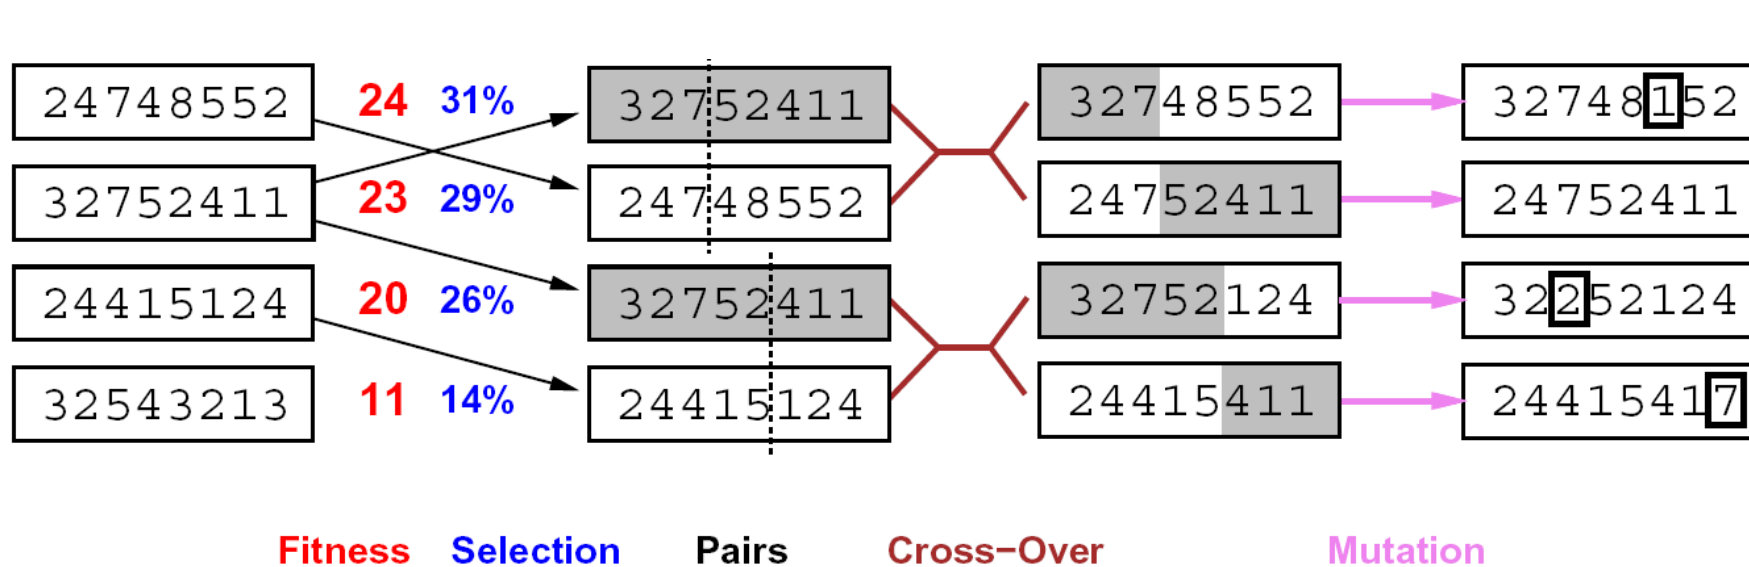 24748552 24 31% 32752411 32748552 32748152
32752411 23 29% 24748552 24752411 24752411
24415124 20 26% 32752411 32752124 32252124
32543213 11 14% 24415124 24415411 24415417
Fitness Selection Pairs Cross−Over Mutation